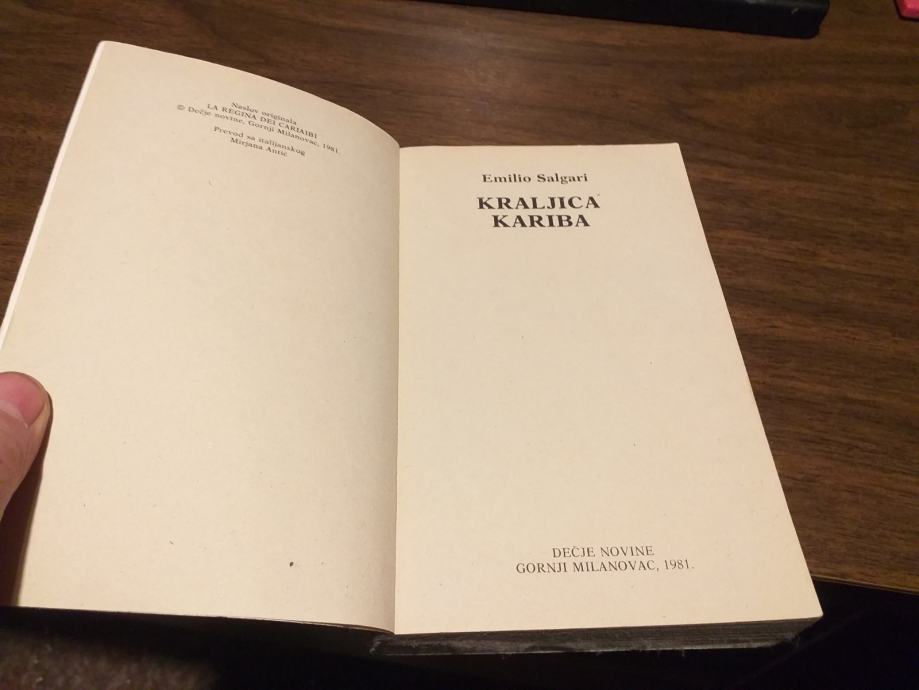 Naslov originala
LA REGINA DEI CARIAIBI
© Dečje novine, Gornji Milanovac, 1981.
Prevod sa italijanskog
Mirjana Antić
Emilio Salgari
KRALJICA
KARIBA
DEČJE NOVINE
GORNJI MILANOVAC, 1981.